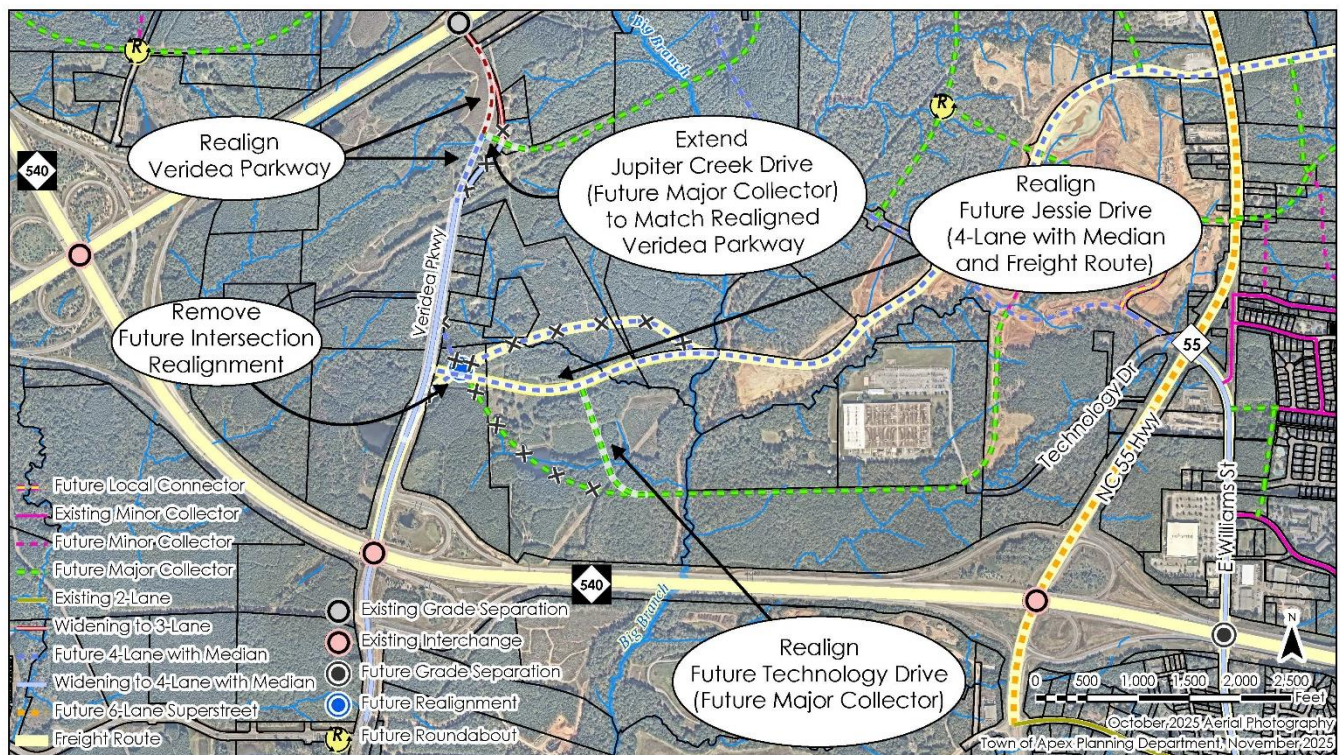 Big Branch
R
R
540
Realign
Veridea Parkway
Extend
Jupiter Creek Drive
(Future Major Collector)
to Match Realigned
Veridea Parkway
Realign
Future Jessie Drive
(4-Lane with Median
and Freight Route)
Remove
Future Intersection
Realignment
Veridea Pkwy
55
Technology Dr
NC 55 Hwy
E Williams St
540
Big Branch
Realign
Future Technology Drive
(Future Major Collector)
Future Local Connector
Existing Minor Collector
Future Minor Collector
Future Major Collector
Existing 2-Lane
Widening to 3-Lane
Future 4-Lane with Median
Widening to 4-Lane with Median
Future 6-Lane Superstreet
Freight Route
Existing Grade Separation
Existing Interchange
Future Grade Separation
Future Realignment
R
Future Roundabout
N
0 500 1,000 1,500 2,000 2,500
Feet
October 2025 Aerial Photography
Town of Apex Planning Department, November 2025